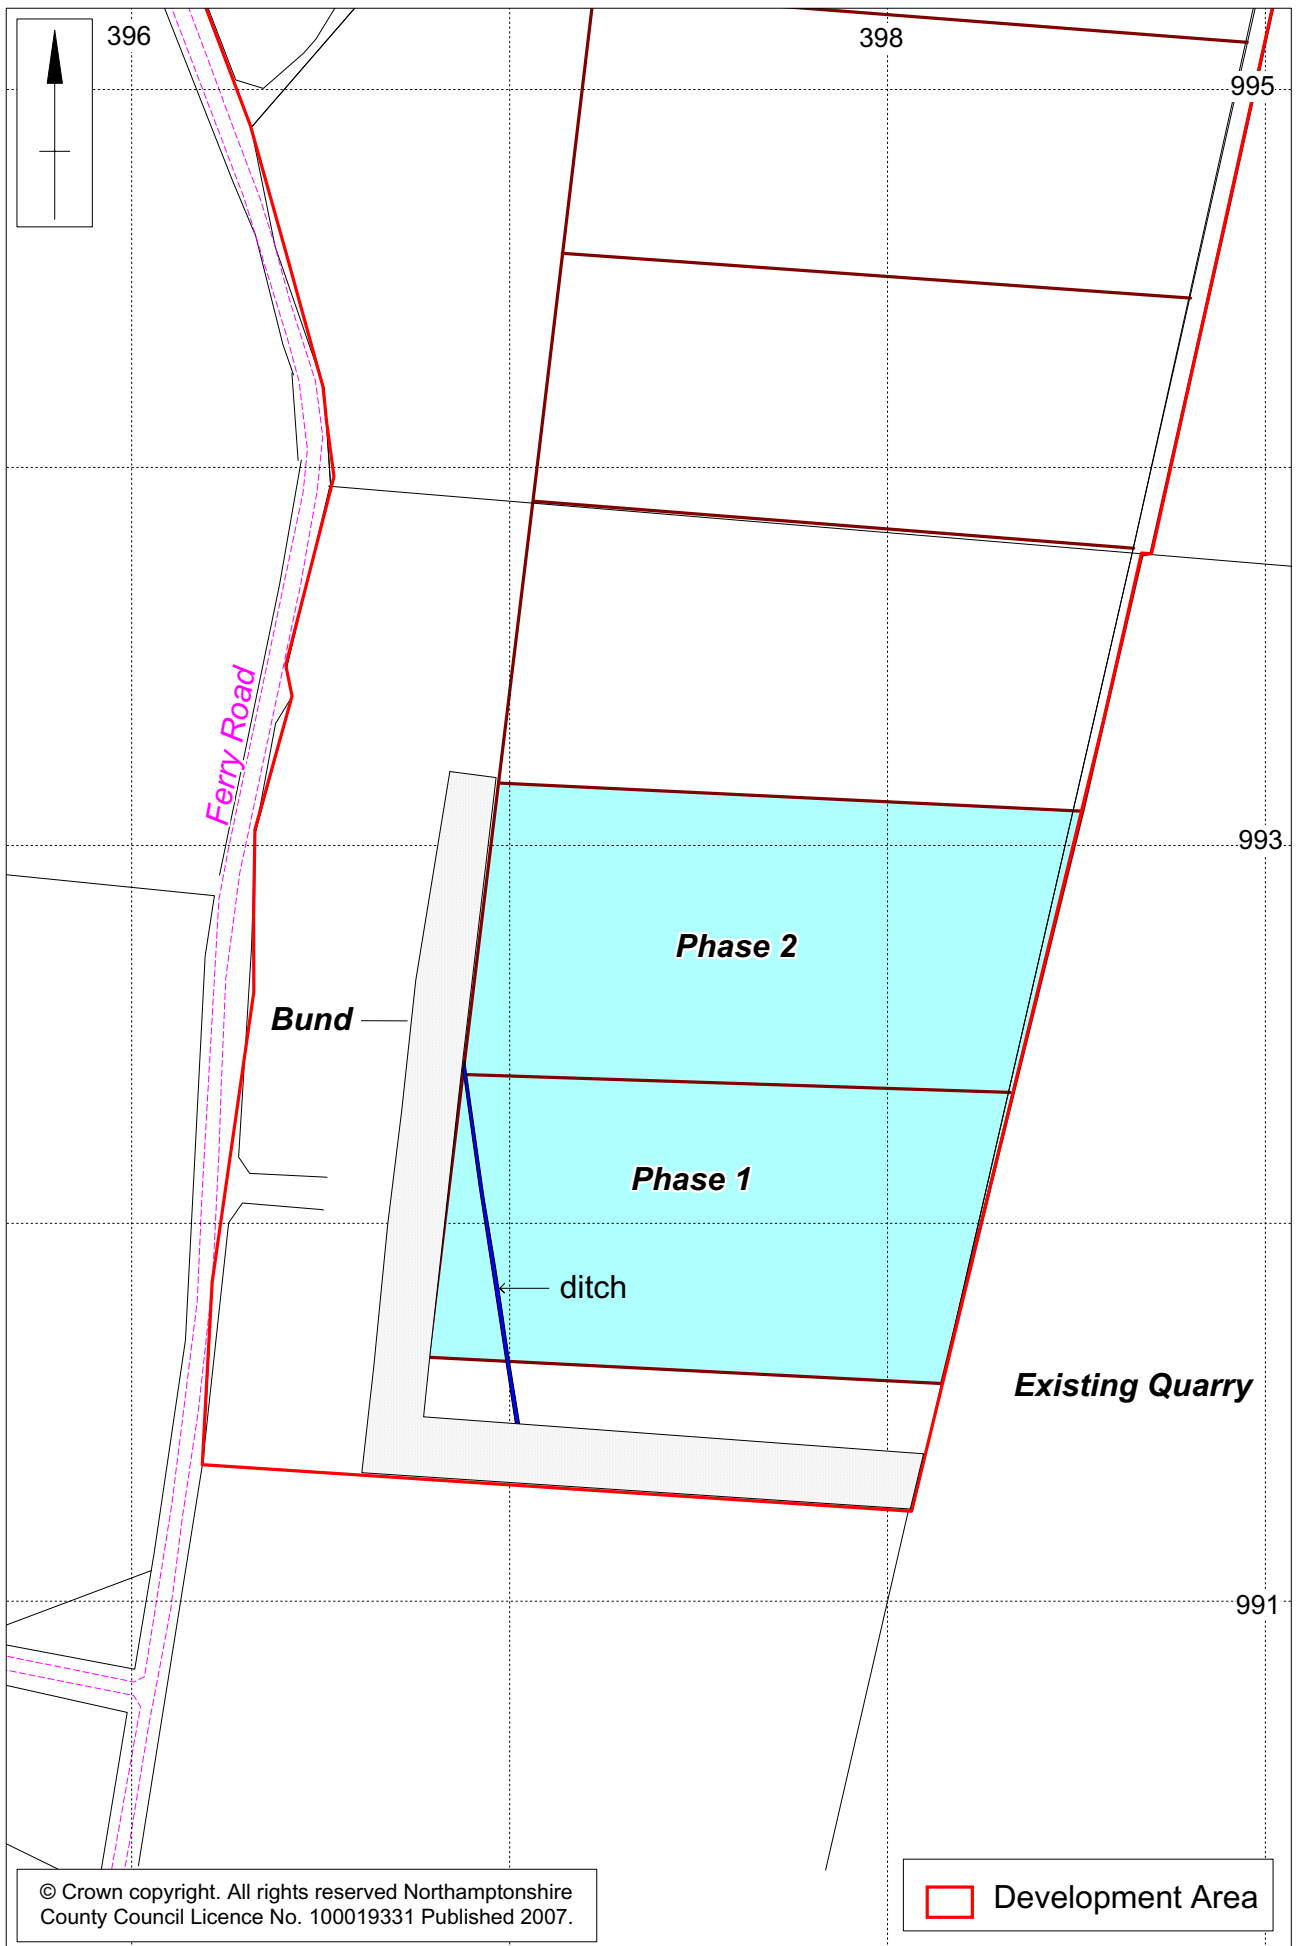 396
398
995
Ferry Road
993
Phase 2
Bund
Phase 1
ditch
Existing Quarry
991
© Crown copyright. All rights reserved Northamptonshire
County Council Licence No. 100019331 Published 2007.
Development Area